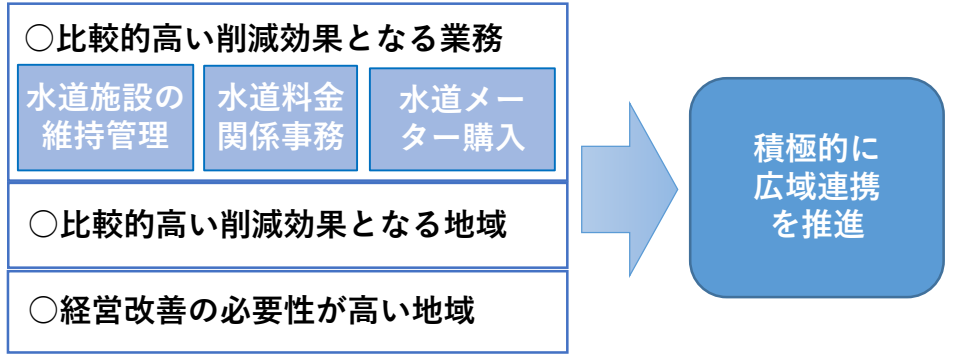 ○比較的高い削減効果となる業務
水道施設の
維持管理
水道料金
関係事務
水道メー
ター購入
○比較的高い削減効果となる地域
○経営改善の必要性が高い地域
積極的に
広域連携
を推進